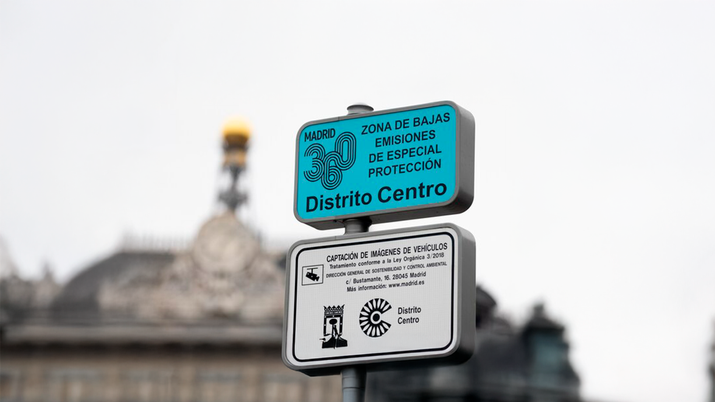 MADRID
360
ZONA DE BAJAS
EMISIONES
DE ESPECIAL
PROTECCIÓN
Distrito Centro
CAPTACIÓN DE IMÁGENES DE VEHÍCULOS
Tratamiento conforme a la Ley Orgánica 3/2018
DIRECCIÓN GENERAL DE SOSTENIBILIDAD Y CONTROL AMBIENTAL
c/ Bustamante, 16. 28045 Madrid
Más información: www.madrid.es
Distrito
Centro